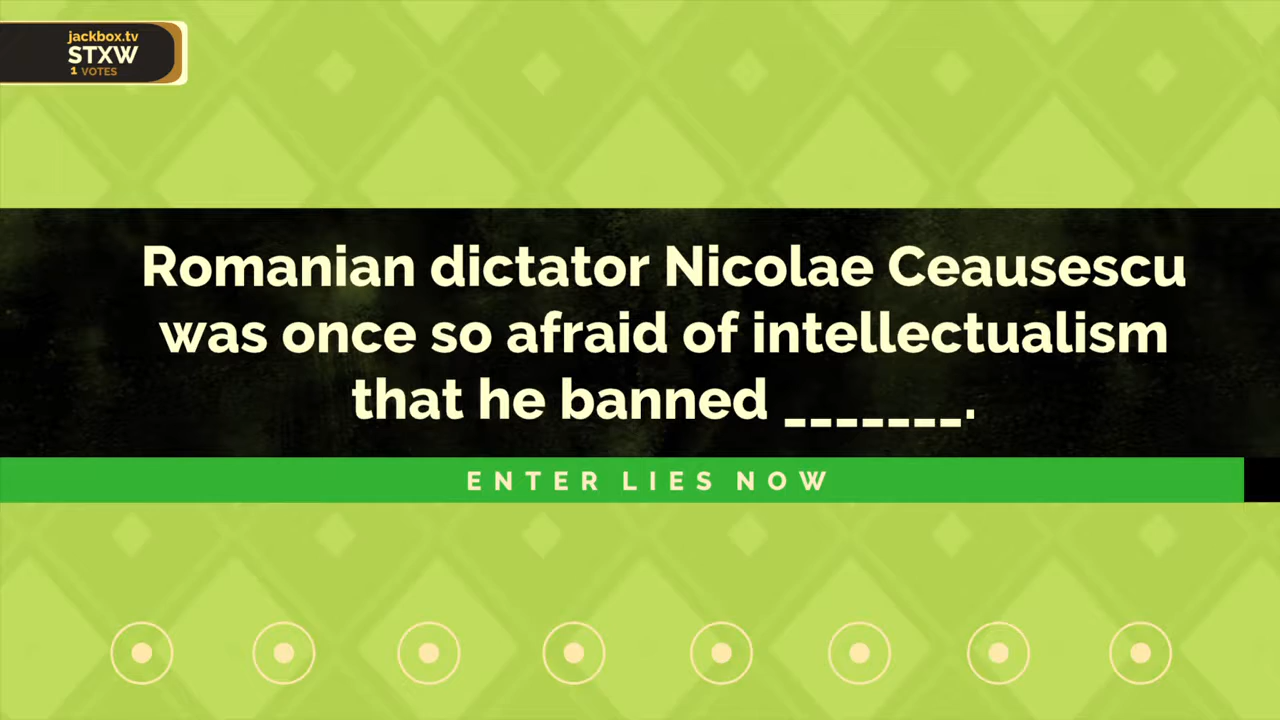 jackbox.tv
STXW
1 VOTES
Romanian dictator Nicolae Ceausescu
was once so afraid of intellectualism
that he banned _______.
ENTER LIES NOW